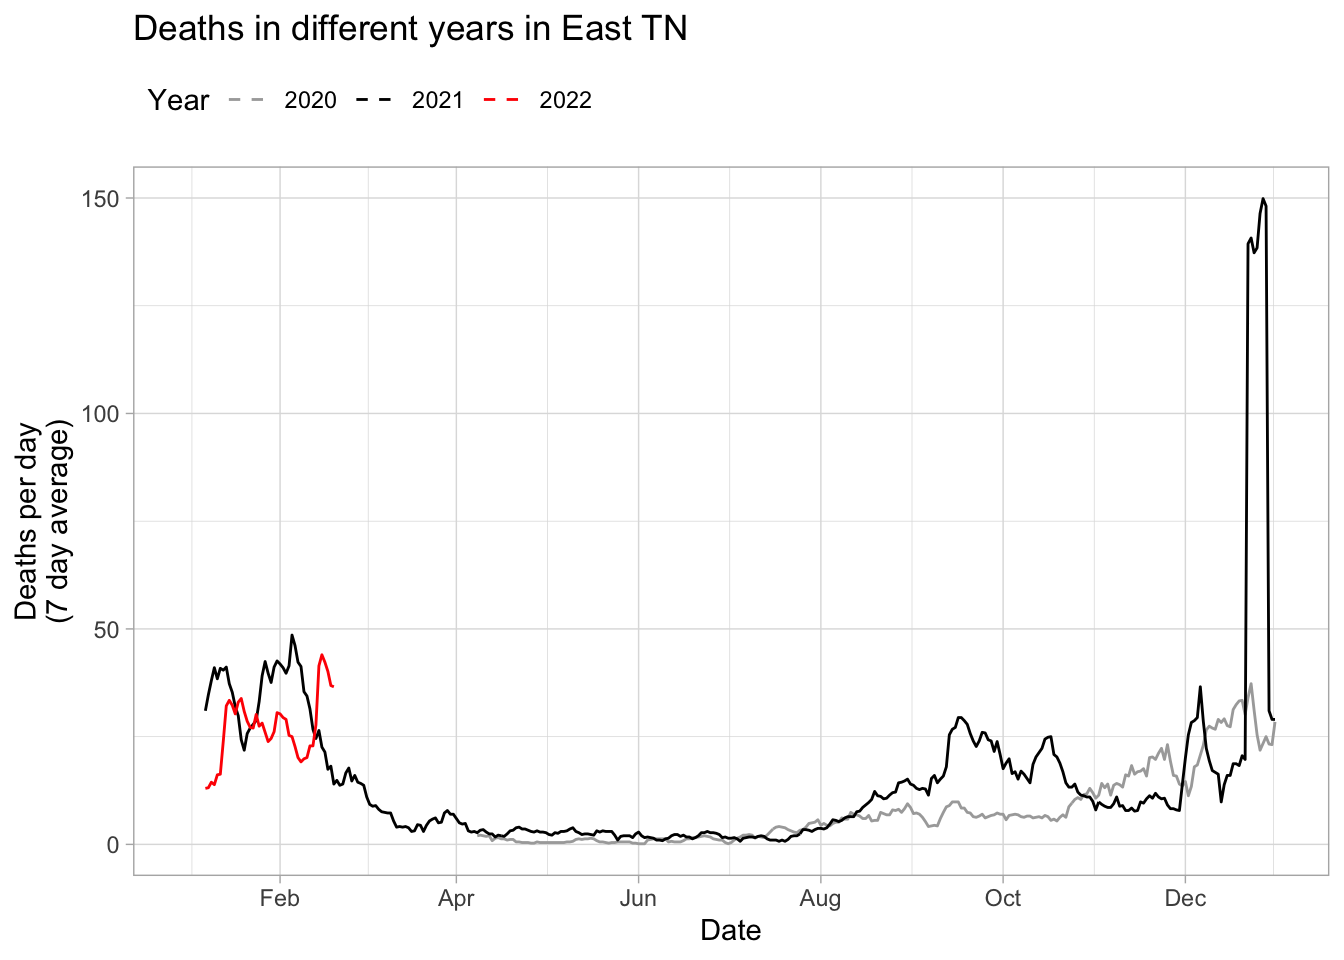 Deaths in different years in East TN
Year 2020 2021 2022
150
100
50
0
Deaths per day
(7 day average)
Feb Apr Jun Aug Oct Dec
Date